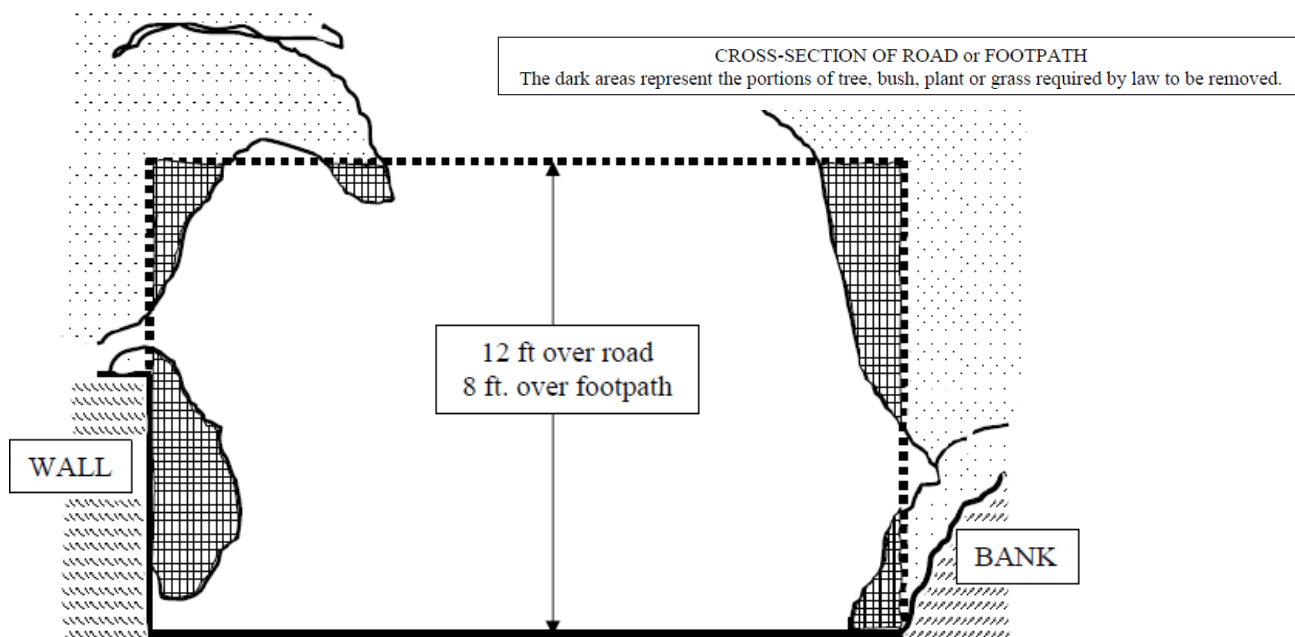 CROSS-SECTION OF ROAD or FOOTPATH
The dark areas represent the portions of tree, bush, plant or grass required by law to be removed.
12 ft over road
8 ft. over footpath
WALL
BANK